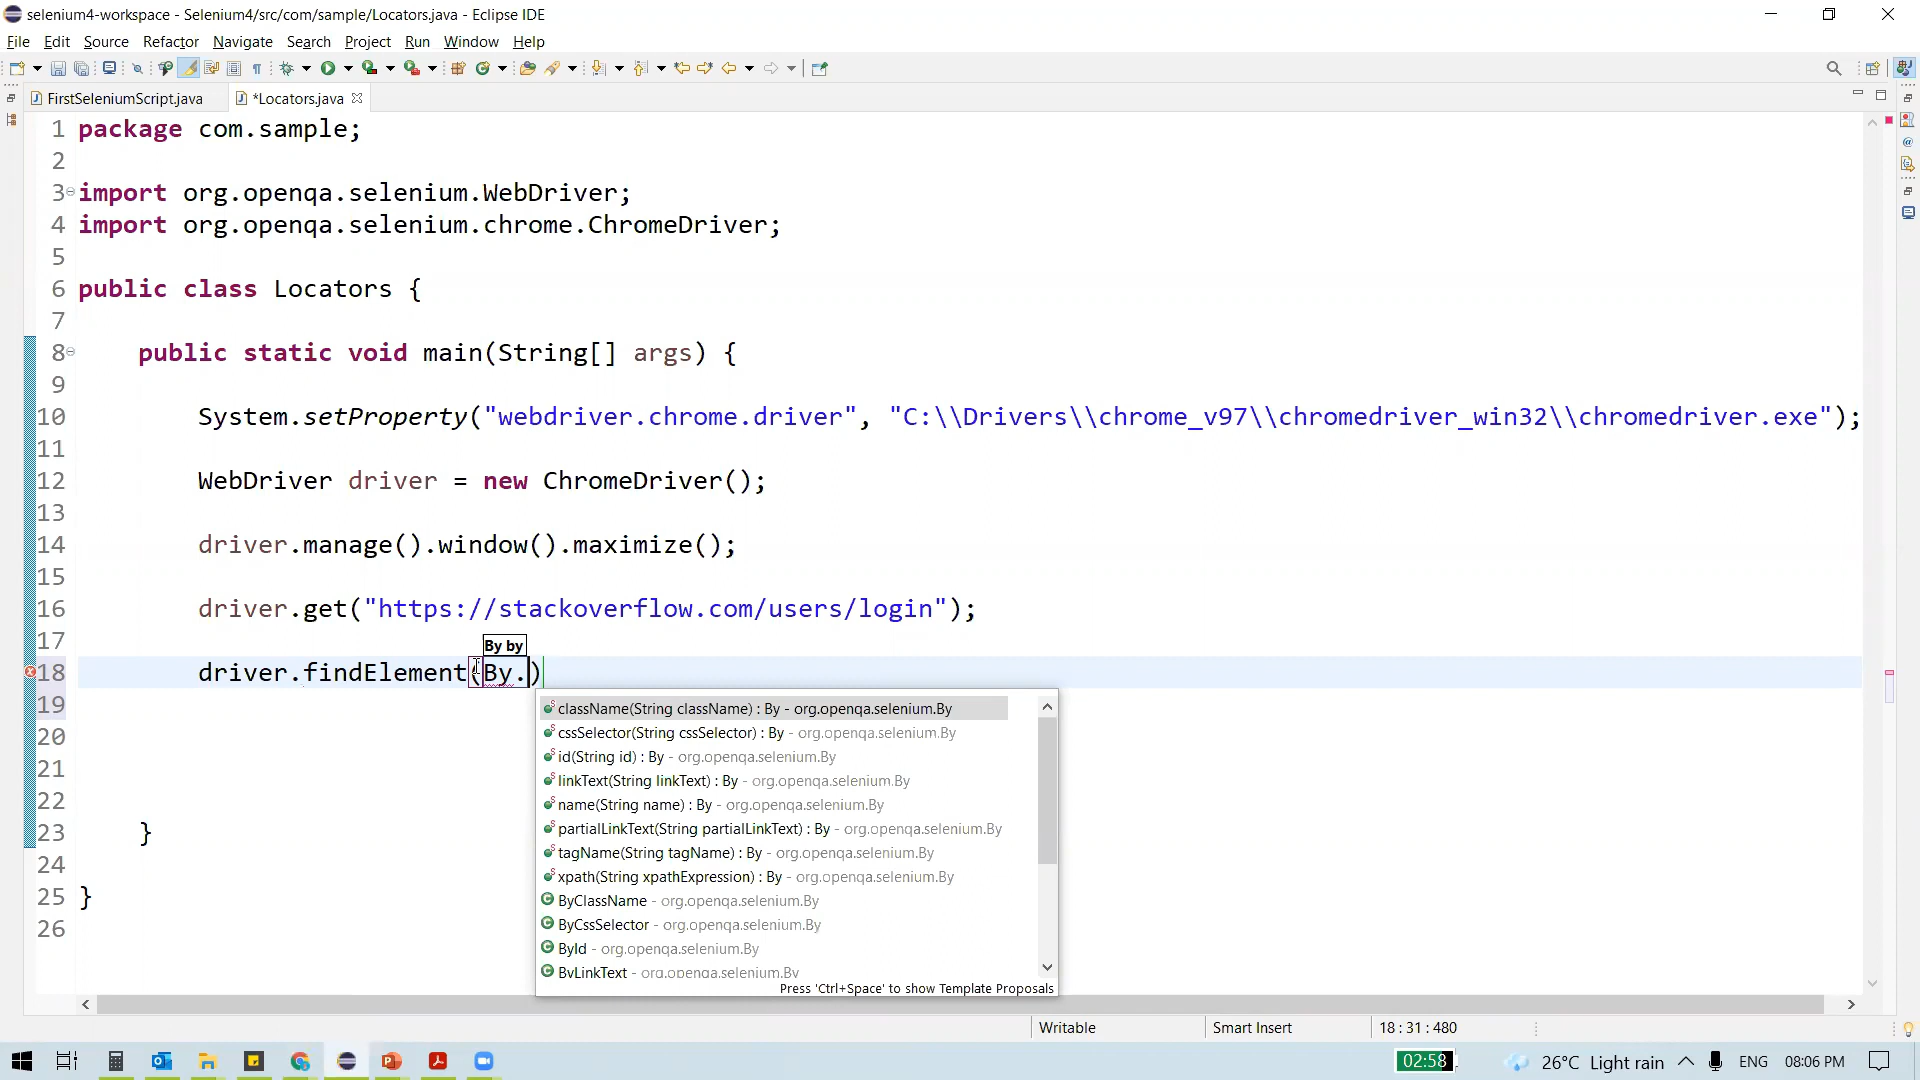 selenium4-workspace - Selenium4/src/com/sample/Locators.java - Eclipse IDE
File Edit Source Refactor Navigate Search Project Run Window Help
FirstSeleniumScript.java *Locators.java
1 package com.sample;
2
3 import org.openqa.selenium.WebDriver;
4 import org.openqa.selenium.chrome.ChromeDriver;
5
6 public class Locators {
7
8 public static void main(String[] args) {
9
10 System.setProperty("webdriver.chrome.driver", "C:\\Drivers\\chrome_v97\\chromedriver_win32\\chromedriver.exe");
11
12 WebDriver driver = new ChromeDriver();
13
14 driver.manage().window().maximize();
15
16 driver.get("https://stackoverflow.com/users/login");
17
By by
18 driver.findElement(By.)
19
20
21
22
23 }
24
25 }
26
className(String className) : By - org.openqa.selenium.By
cssSelector(String cssSelector) : By - org.openqa.selenium.By
id(String id) : By - org.openqa.selenium.By
linkText(String linkText) : By - org.openqa.selenium.By
name(String name) : By - org.openqa.selenium.By
partialLinkText(String partialLinkText) : By - org.openqa.selenium.By
tagName(String tagName) : By - org.openqa.selenium.By
xpath(String xpathExpression) : By - org.openqa.selenium.By
ByClassName - org.openqa.selenium.By
ByCssSelector - org.openqa.selenium.By
ById - org.openqa.selenium.By
ByLinkText - org.openqa.selenium.By
Press 'Ctrl+Space' to show Template Proposals
Writable Smart Insert 18 : 31 : 480
02:58 26°C Light rain ENG 08:06 PM